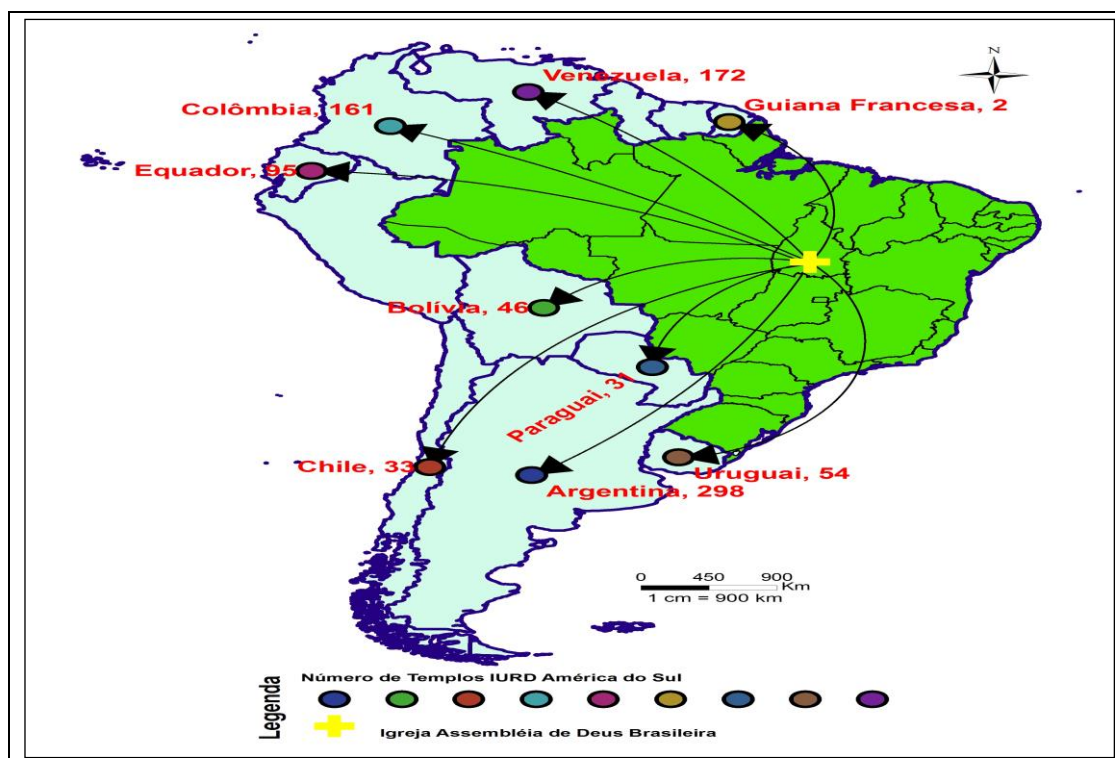 N
Venezuela, 172
Colômbia, 161
Guiana Francesa, 2
Equador, 95
Bolívia, 46
Paraguai, 31
Chile, 33
Uruguai, 54
Argentina, 298
0 450 900
Km
1 cm = 900 km
Legenda
Número de Templos IURD América do Sul
Igreja Assembléia de Deus Brasileira